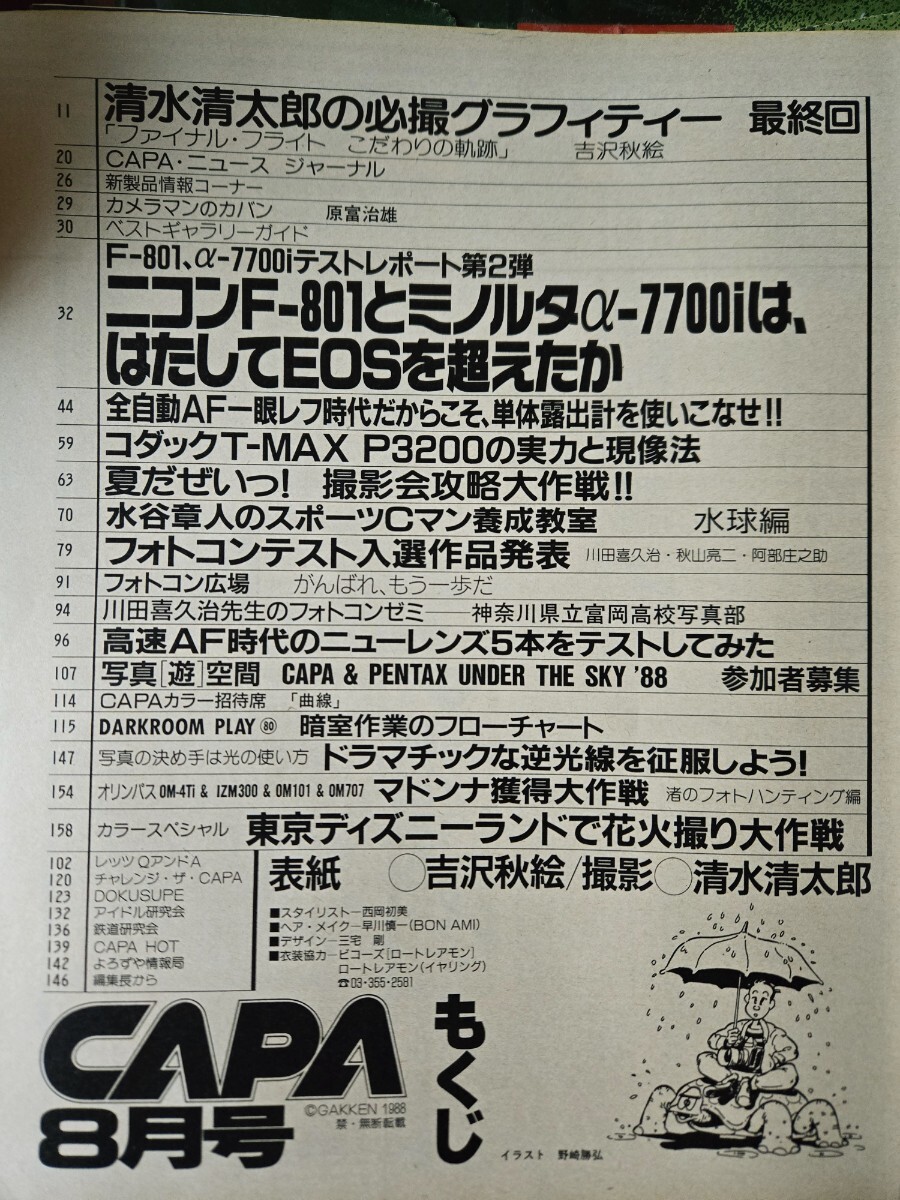 11 清水清太郎の必撮グラフィティー 最終回
「ファイナル・フライト こだわりの軌跡」 吉沢秋絵
20 CAPA・ニュース ジャーナル
26 新製品情報コーナー
29 カメラマンのカバン 原富治雄
30 ベストギャラリーガイド
F-801、α-7700iテストレポート第2弾
32 ニコンF-801とミノルタα-7700iは、
はたしてEOSを超えたか
44 全自動AF一眼レフ時代だからこそ、単体露出計を使いこなせ!!
59 コダックT-MAX P3200の実力と現像法
63 夏だぜいっ! 撮影会攻略大作戦!!
70 水谷章人のスポーツCマン養成教室 水球編
79 フォトコンテスト入選作品発表 川田喜久治・秋山亮二・阿部庄之助
91 フォトコン広場 がんばれ、もう一歩だ
94 川田喜久治先生のフォトコンゼミ──神奈川県立富岡高校写真部
96 高速AF時代のニューレンズ5本をテストしてみた
107 写真[遊]空間 CAPA & PENTAX UNDER THE SKY '88 参加者募集
114 CAPAカラー招待席 「曲線」
115 DARKROOM PLAY 80 暗室作業のフローチャート
147 写真の決め手は光の使い方 ドラマチックな逆光線を征服しよう!
154 オリンパスOM-4Ti & IZM300 & OM101 & OM707 マドンナ獲得大作戦 渚のフォトハンティング編
158 カラースペシャル 東京ディズニーランドで花火撮り大作戦
102 レッツQアンドA
120 チャレンジ・ザ・CAPA
123 DOKUSUPE
132 アイドル研究会
136 鉄道研究会
139 CAPA HOT
142 よろずや情報局
146 編集長から
表紙 ○吉沢秋絵/撮影○清水清太郎
■スタイリスト─西岡初美
■ヘア・メイク─早川慎一(BON AMI)
■デザイン─三宅 剛
■衣装協力─ビコーズ[ロートレアモン]
ロートレアモン(イヤリング)
☎03・355・2581
CAPA
8月号
もくじ
©GAKKEN 1988
禁・無断転載
イラスト 野崎勝弘